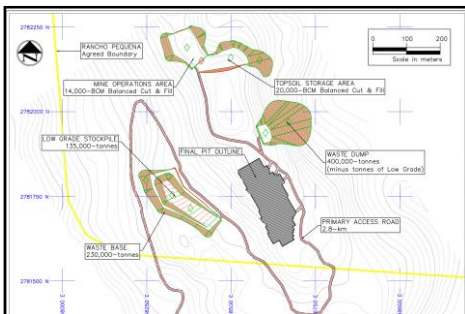 2782250 N
RANCHO PEQUENA
Agreed Boundary
0 100 200
Scale in meters
MINE OPERATIONS AREA
14,000-BCM Balanced Cut & Fill
TOPSOIL STORAGE AREA
20,000-BCM Balanced Cut & Fill
2782000 N
LOW GRADE STOCKPILE
135,000-tonnes
FINAL PIT OUTLINE
WASTE DUMP
400,000-tonnes
(minus tonnes of Low Grade)
2781750 N
PRIMARY ACCESS ROAD
2.8-km
WASTE BASE
230,000-tonnes
2781500 N